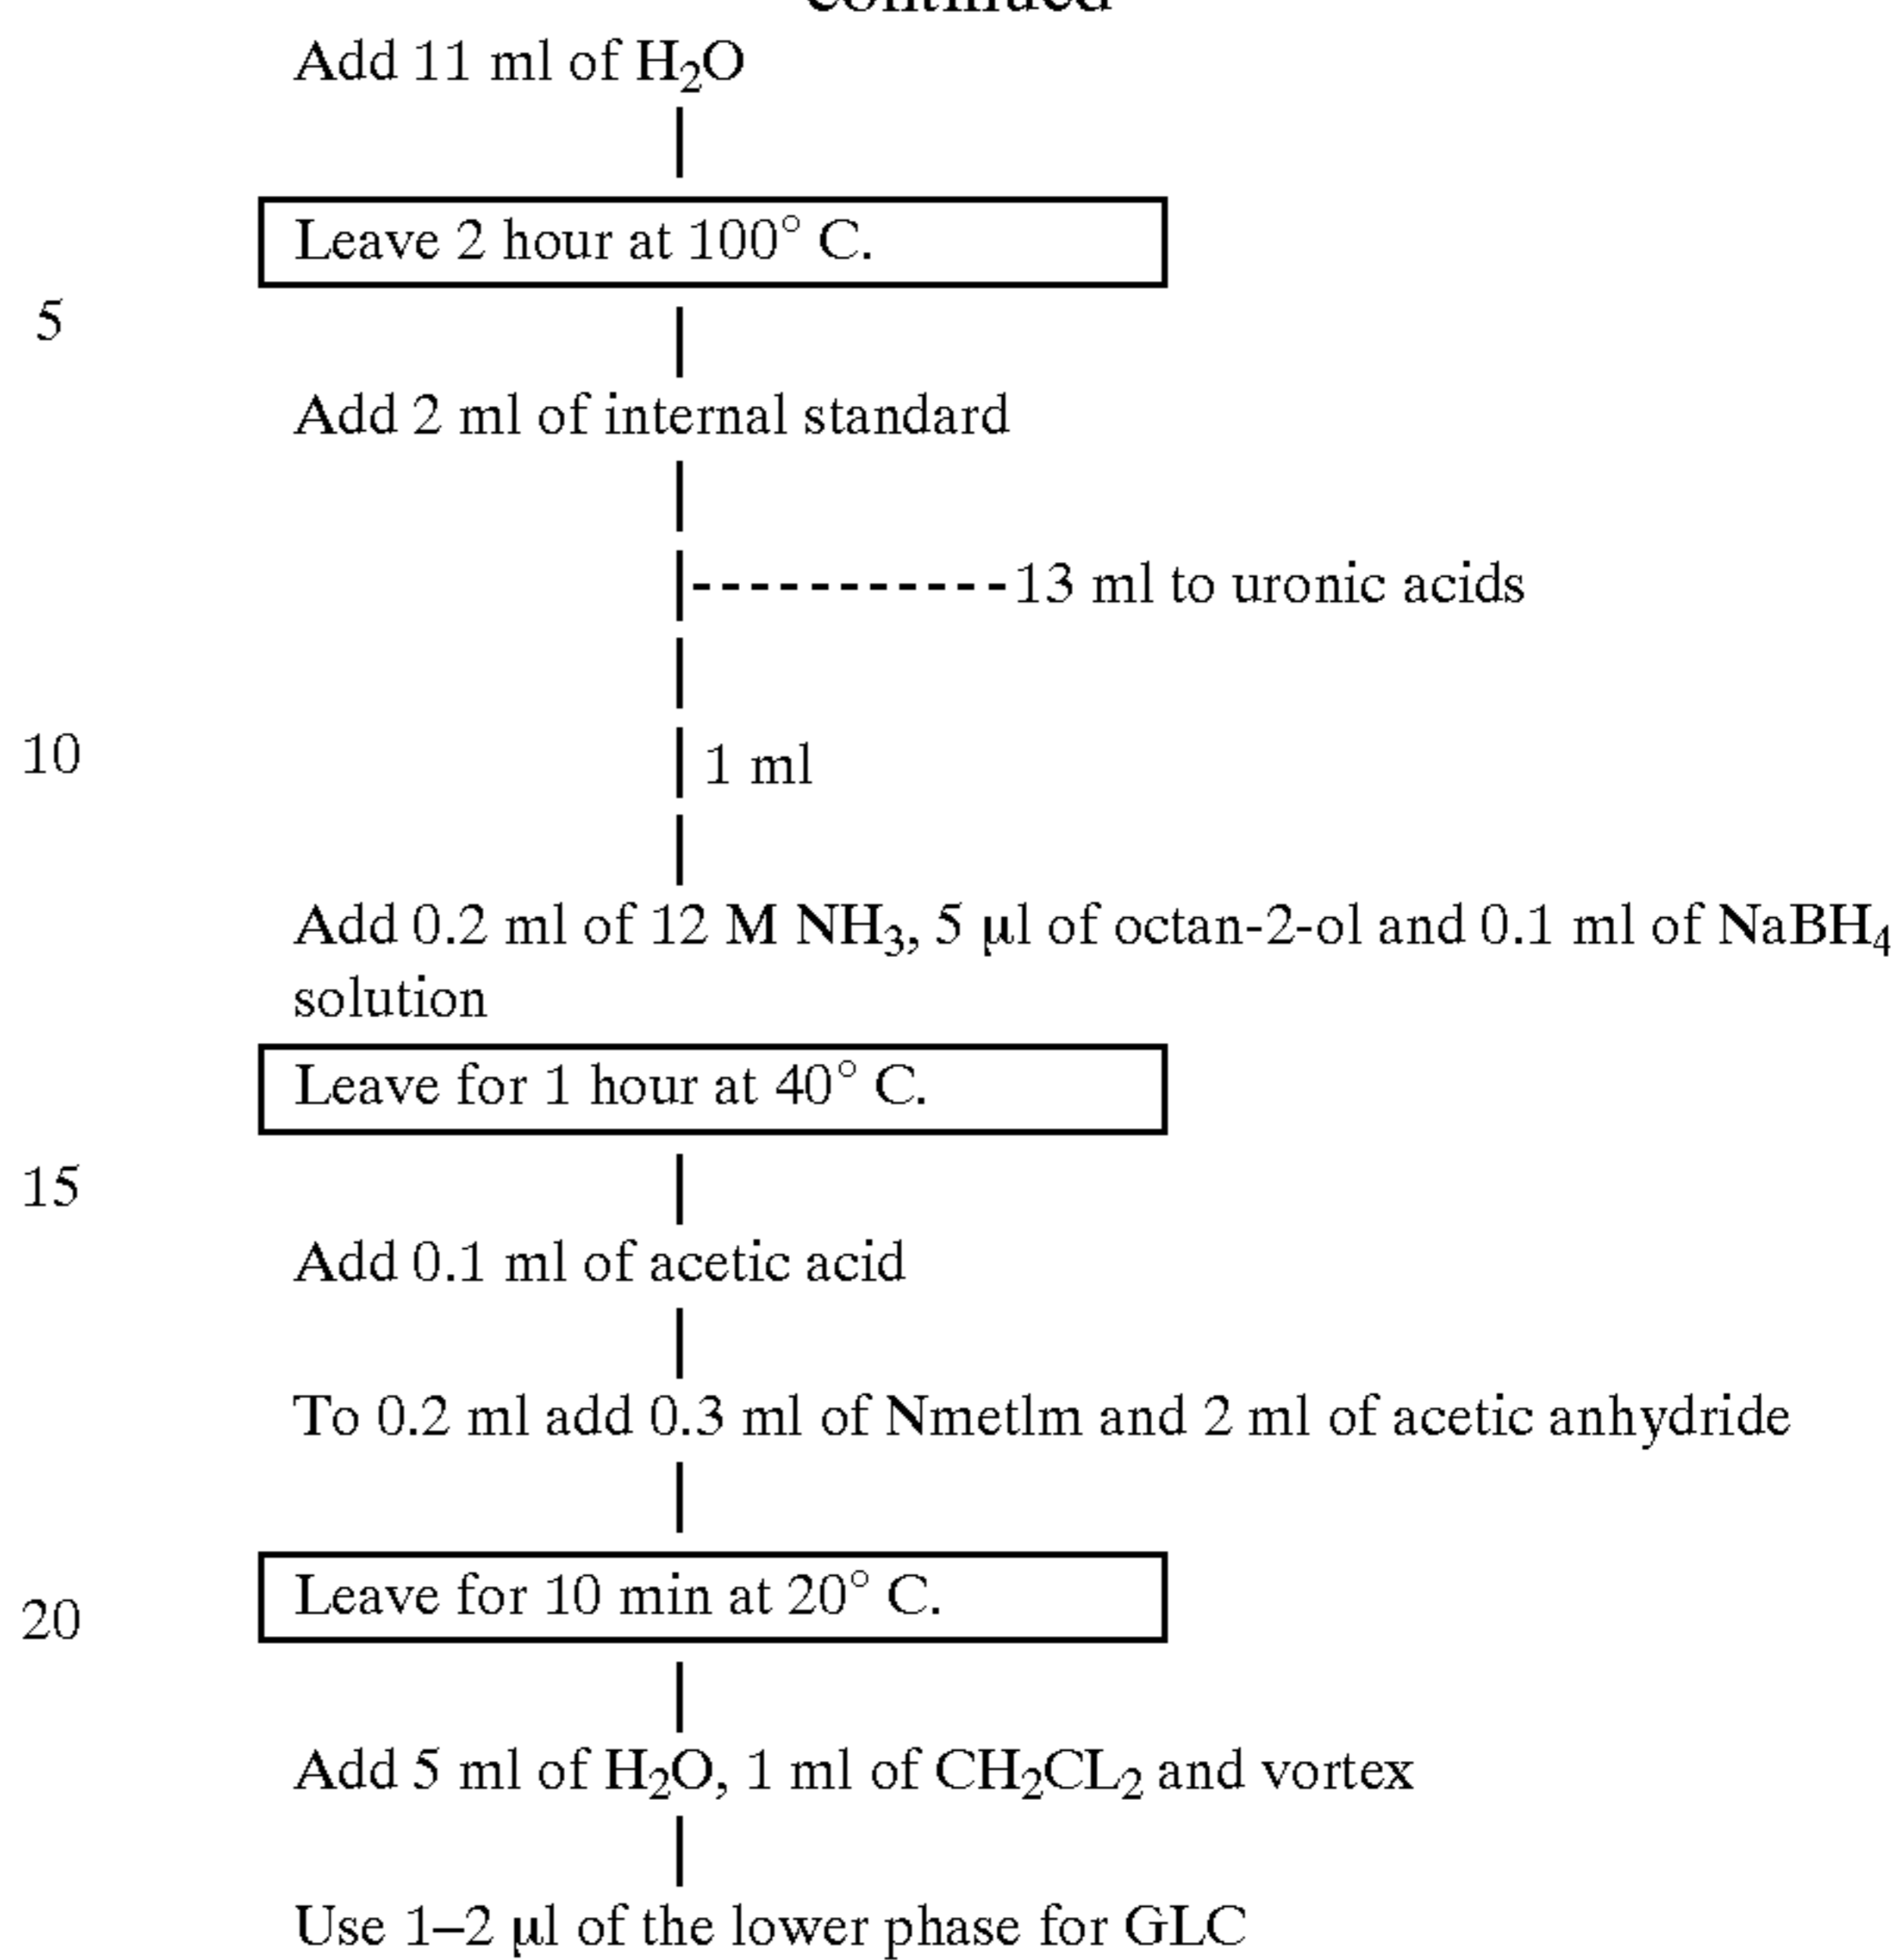 continued
Add 11 ml of H₂O
Leave 2 hour at 100° C.
5
Add 2 ml of internal standard
13 ml to uronic acids
10
1 ml
Add 0.2 ml of 12 M NH₃, 5 μl of octan-2-ol and 0.1 ml of NaBH₄
solution
Leave for 1 hour at 40° C.
15
Add 0.1 ml of acetic acid
To 0.2 ml add 0.3 ml of Nmetlm and 2 ml of acetic anhydride
Leave for 10 min at 20° C.
20
Add 5 ml of H₂O, 1 ml of CH₂CL₂ and vortex
Use 1–2 μl of the lower phase for GLC